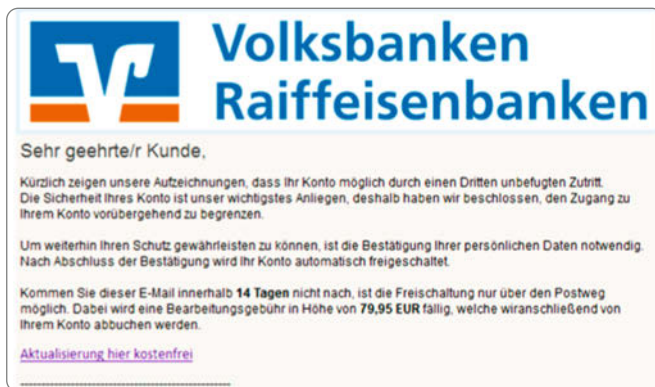 Volksbanken
Raiffeisenbanken
Sehr geehrte/r Kunde,
Kürzlich zeigen unsere Aufzeichnungen, dass Ihr Konto möglich durch einen Dritten unbefugten Zutritt.
Die Sicherheit Ihres Konto ist unser wichtigstes Anliegen, deshalb haben wir beschlossen, den Zugang zu
Ihrem Konto vorübergehend zu begrenzen.
Um weiterhin Ihren Schutz gewährleisten zu können, ist die Bestätigung Ihrer persönlichen Daten notwendig.
Nach Abschluss der Bestätigung wird Ihr Konto automatisch freigeschaltet.
Kommen Sie dieser E-Mail innerhalb 14 Tagen nicht nach, ist die Freischaltung nur über den Postweg
möglich. Dabei wird eine Bearbeitungsgebühr in Höhe von 79,95 EUR fällig, welche wiranschließend von
Ihrem Konto abbuchen werden.
Aktualisierung hier kostenfrei